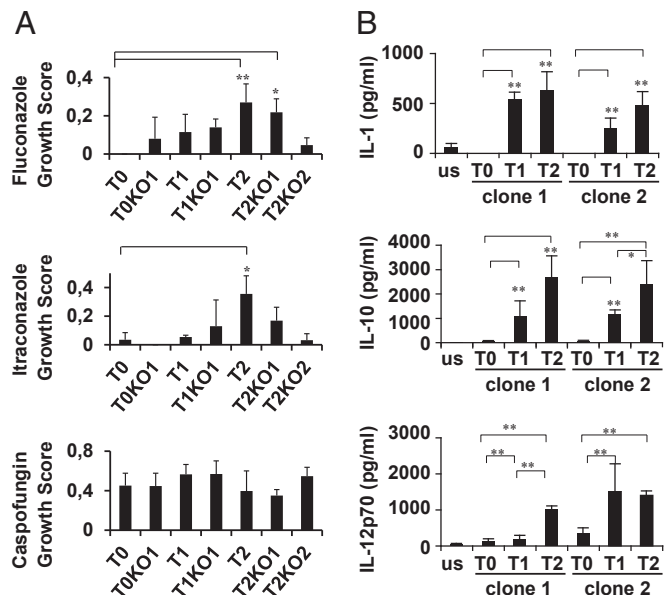 A
Fluconazole
Growth Score
0,4
0,2
0
**
*
T0
T0KO1
T1
T1KO1
T2
T2KO1
T2KO2
Itraconazole
Growth Score
0,4
0,2
0
*
T0
T0KO1
T1
T1KO1
T2
T2KO1
T2KO2
Caspofungin
Growth Score
0.8
0.4
0
T0
T0KO1
T1
T1KO1
T2
T2KO1
T2KO2
B
IL-1 (pg/ml)
1000
500
0
**
**
**
**
us T0 T1 T2 T0 T1 T2
clone 1 clone 2
IL-10 (pg/ml)
4000
3000
2000
1000
0
**
**
**
**
*
us T0 T1 T2 T0 T1 T2
clone 1 clone 2
IL-12p70 (pg/ml)
3000
2000
1000
0
**
**
**
**
**
us T0 T1 T2 T0 T1 T2
clone 1 clone 2